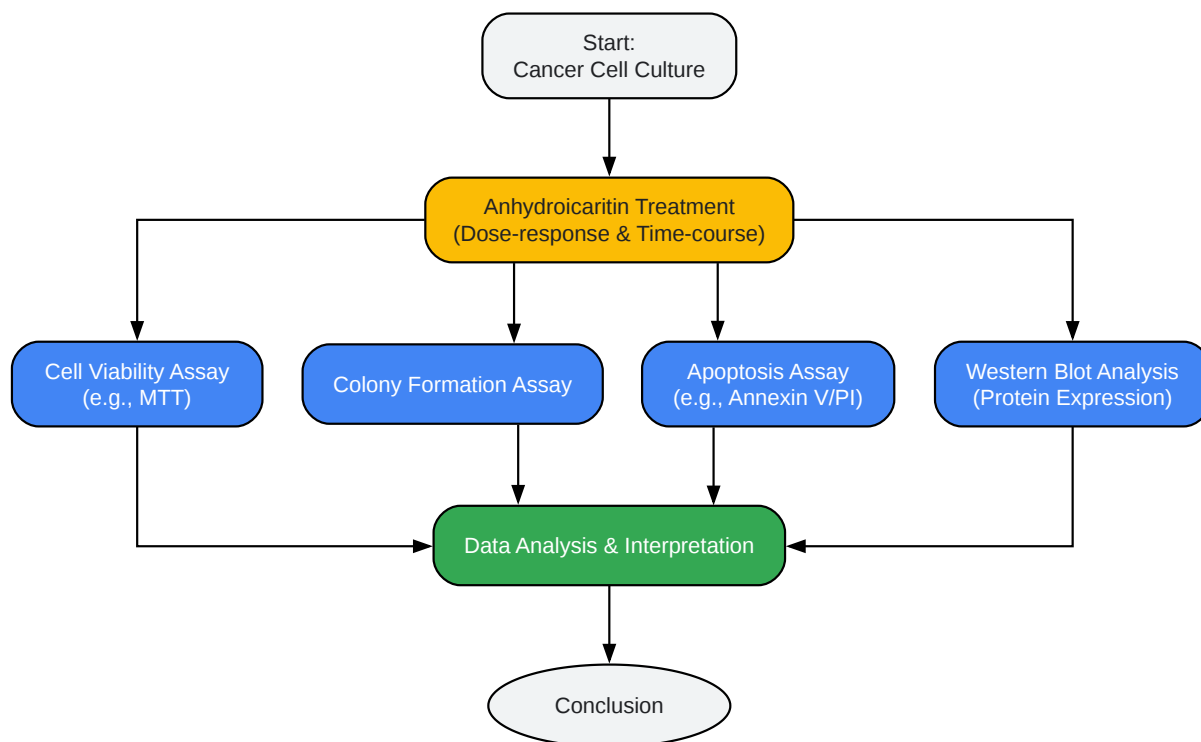 Start:
Cancer Cell Culture
Anhydroicaritin Treatment
(Dose-response & Time-course)
Cell Viability Assay
(e.g., MTT)
Colony Formation Assay
Apoptosis Assay
(e.g., Annexin V/PI)
Western Blot Analysis
(Protein Expression)
Data Analysis & Interpretation
Conclusion